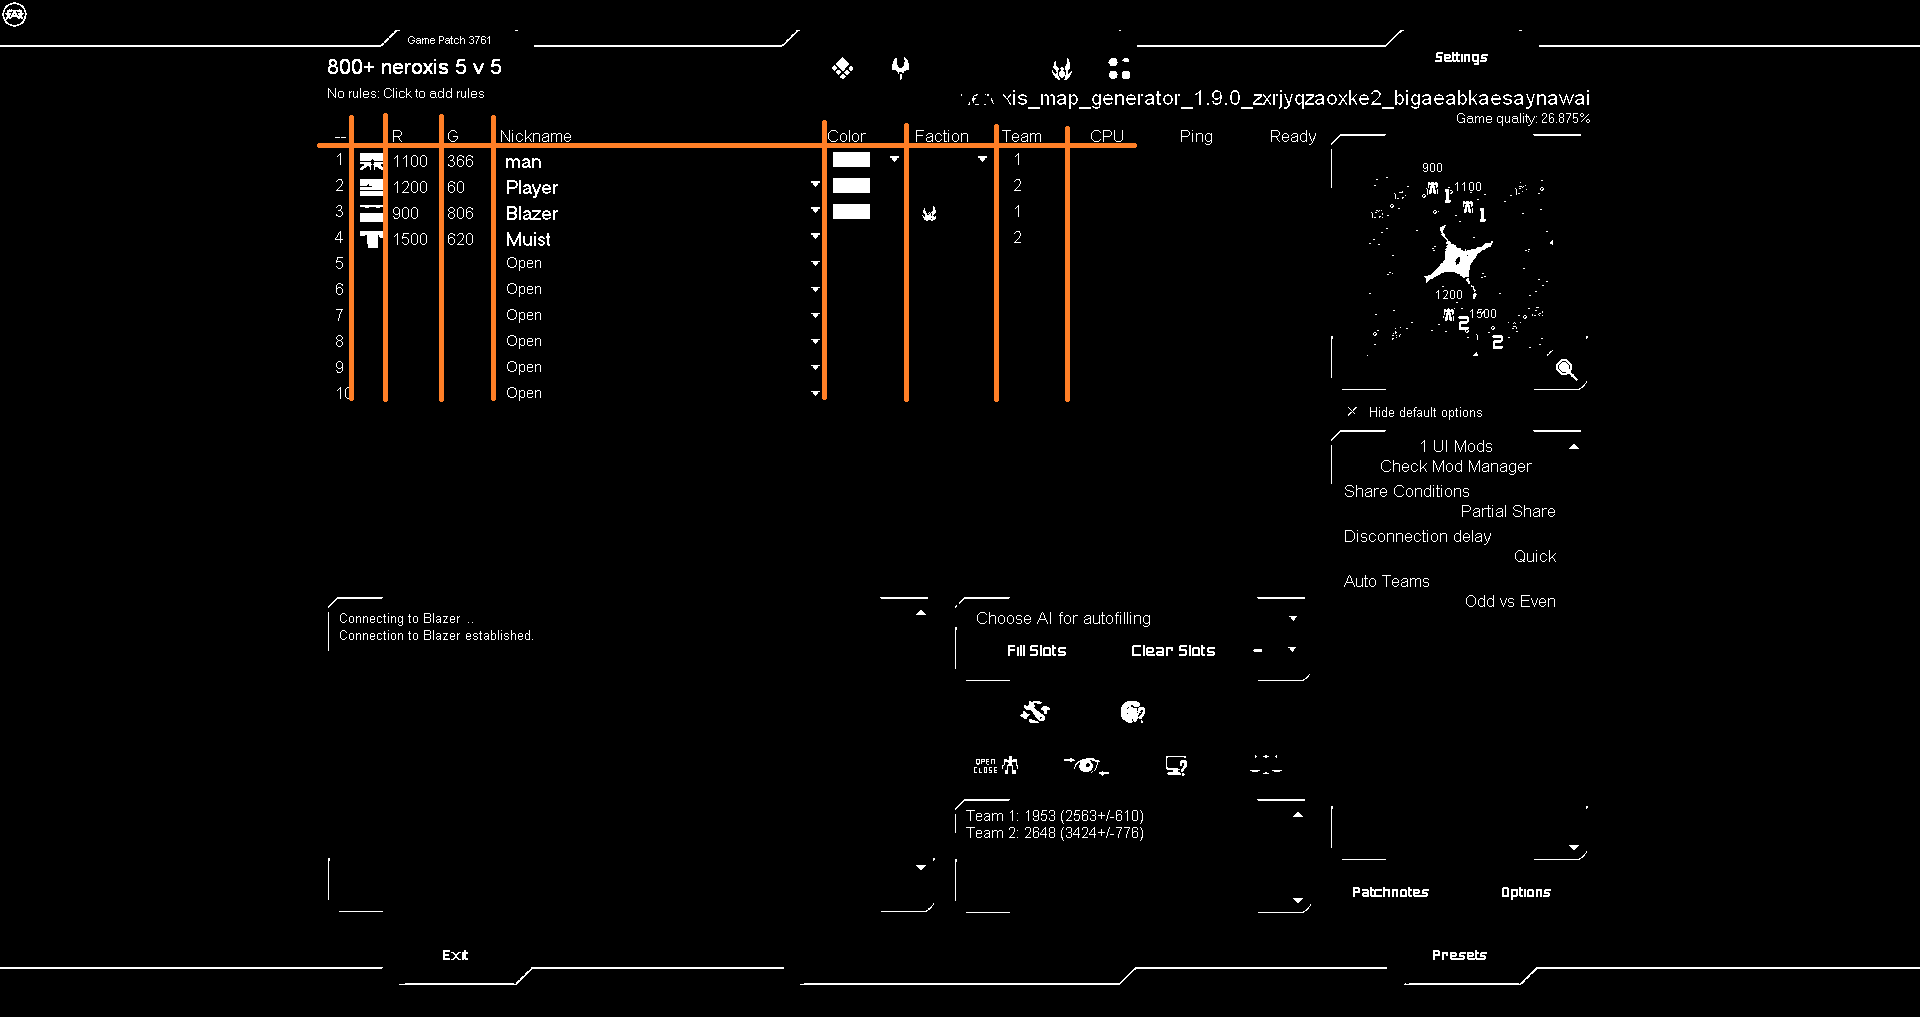 Game Patch 3761
Settings
800+ neroxis 5 v 5
No rules: Click to add rules
xis_map_generator_1.9.0_zxrjyqzaoxke2_bigaeabkaesaynawai
Game quality: 26.875%
-- R G Nickname Color Faction Team CPU Ping Ready
1 1100 366 man 1
2 1200 60 Player 2
3 900 806 Blazer 1
4 1500 620 Muist 2
5 Open
6 Open
7 Open
8 Open
9 Open
10 Open
900
1100
1
1
1200
1500
2
2
Hide default options
1 UI Mods
Check Mod Manager
Share Conditions
Partial Share
Disconnection delay
Quick
Auto Teams
Odd vs Even
Connecting to Blazer ..
Connection to Blazer established.
Choose AI for autofilling
Fill Slots Clear Slots -
OPEN
CLOSE
Team 1: 1953 (2563+/-610)
Team 2: 2648 (3424+/-776)
Patchnotes Options
Exit
Presets